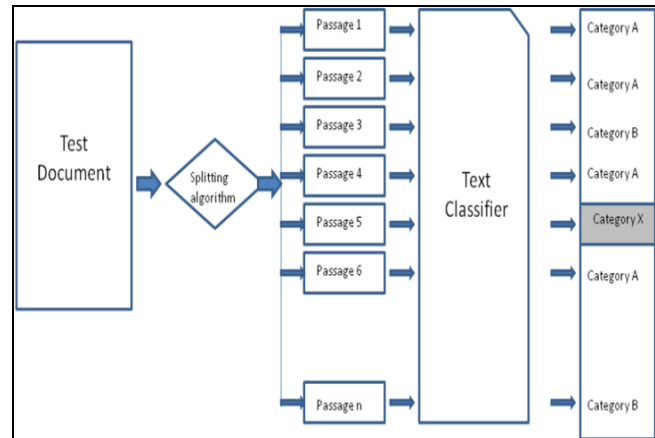 Test
Document
Splitting
algorithm
Passage 1
Passage 2
Passage 3
Passage 4
Passage 5
Passage 6
Passage n
Text
Classifier
Category A
Category A
Category B
Category A
Category X
Category A
Category B